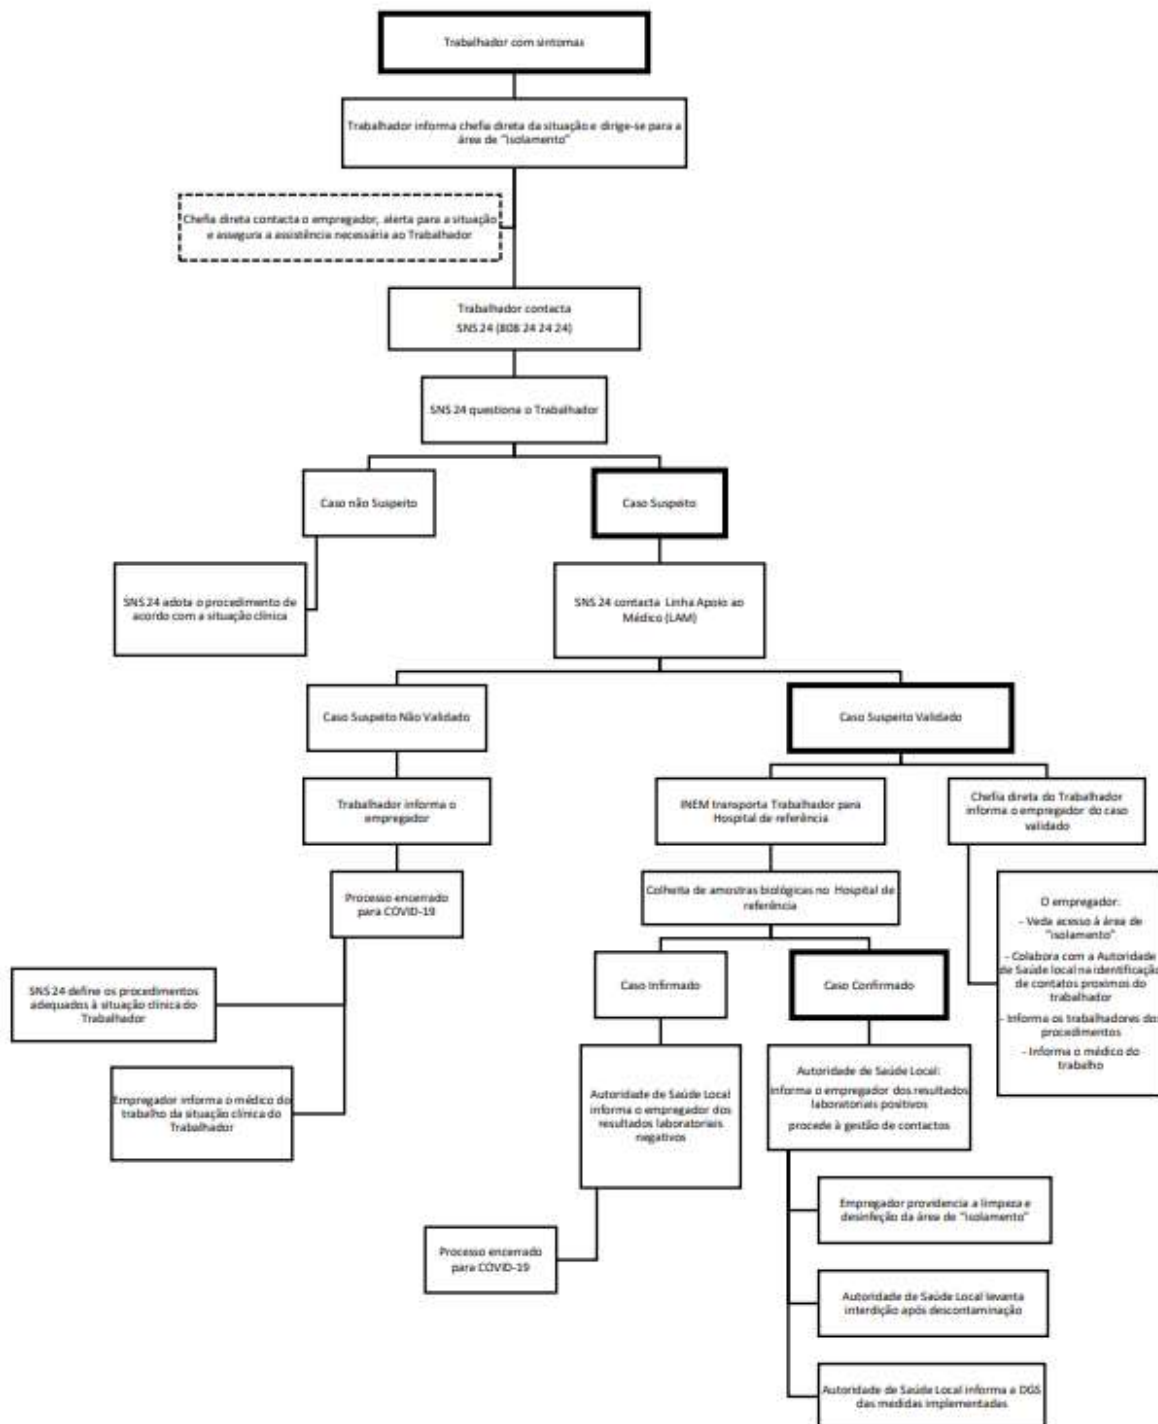 Trabalhador com sintomas
Trabalhador informa chefia direta da situação e dirige-se para a
área de "isolamento"
Chefia direta contacta o empregador, alerta para a situação
e assegura a assistência necessária ao Trabalhador
Trabalhador contacta
SNS 24 (808 24 24 24)
SNS 24 questiona o Trabalhador
Caso não Suspeito
Caso Suspeito
SNS 24 adota o procedimento de
acordo com a situação clínica
SNS 24 contacta Linha Apoio ao
Médico (LAM)
Caso Suspeito Não Validado
Caso Suspeito Validado
Trabalhador informa o
empregador
INEM transporta Trabalhador para
Hospital de referência
Chefia direta do Trabalhador
informa o empregador do caso
validado
Processo encerrado
para COVID-19
Colheita de amostras biológicas no Hospital de
referência
O empregador:
- Veda acesso à área de
"isolamento"
- Colabora com a Autoridade
de Saúde local na identificação
de contatos proximos do
trabalhador
- Informa os trabalhadores dos
procedimentos
- Informa o médico do
trabalho
SNS 24 define os procedimentos
adequados à situação clínica do
Trabalhador
Caso Infirmado
Caso Confirmado
Empregador informa o médico do
trabalho da situação clínica do
Trabalhador
Autoridade de Saúde Local
informa o empregador dos
resultados laboratoriais
negativos
Autoridade de Saúde Local:
informa o empregador dos resultados
laboratoriais positivos
procede à gestão de contactos
Processo encerrado
para COVID-19
Empregador providencia a limpeza e
desinfeção da área de "isolamento"
Autoridade de Saúde Local levanta
interdição após descontaminação
Autoridade de Saúde Local informa a DGS
das medidas implementadas